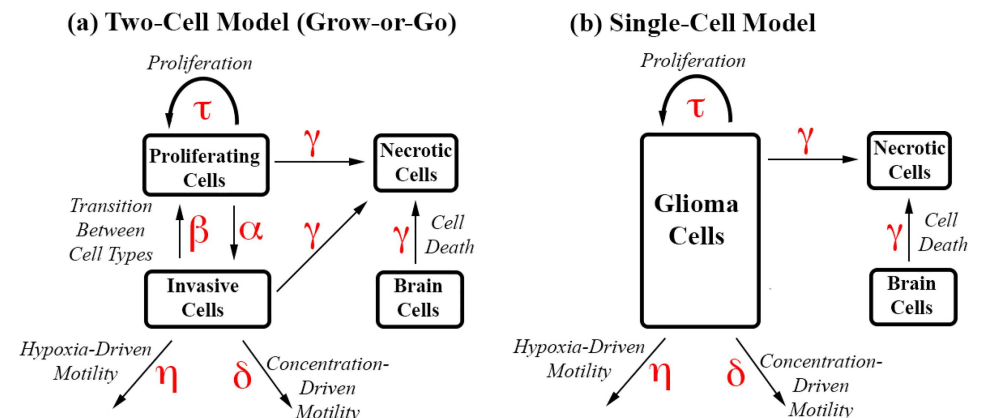 (a) Two-Cell Model (Grow-or-Go)
Proliferation
τ
Proliferating
Cells
γ
Necrotic
Cells
Transition
Between
Cell Types
β
α
γ
γ
Cell
Death
Invasive
Cells
Brain
Cells
Hypoxia-Driven
Motility
η
δ
Concentration-
Driven
Motility
(b) Single-Cell Model
Proliferation
τ
Glioma
Cells
γ
Necrotic
Cells
γ
Cell
Death
Brain
Cells
Hypoxia-Driven
Motility
η
δ
Concentration-
Driven
Motility